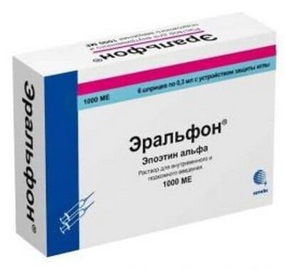 Эральфон®
1000 МЕ
6 шприцев по 0,3 мл с устройством защиты иглы
Эральфон®
Эральфон®
Эпоэтин альфа
Раствор для внутривенного и
подкожного введения
1000 МЕ